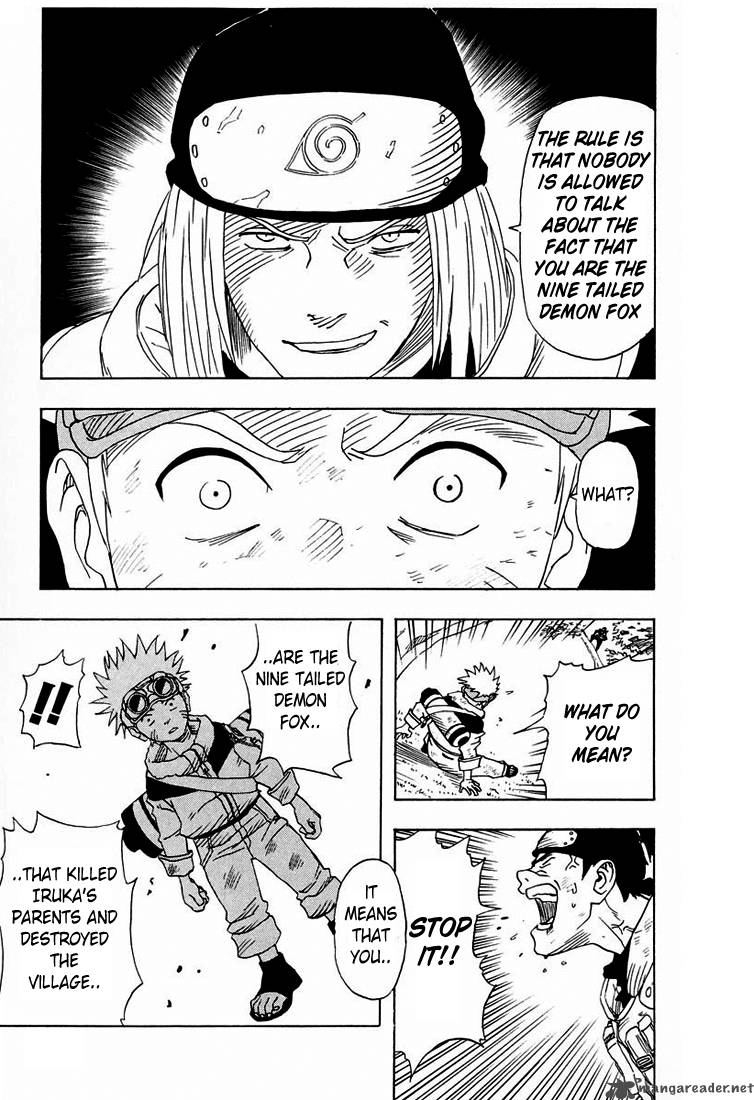 THE RULE IS
THAT NOBODY
IS ALLOWED
TO TALK
ABOUT THE
FACT THAT
YOU ARE THE
NINE TAILED
DEMON FOX
WHAT?
WHAT DO
YOU
MEAN?
STOP
IT!!
IT
MEANS
THAT
YOU..
..ARE THE
NINE TAILED
DEMON
FOX..
!!
..THAT KILLED
IRUKA'S
PARENTS AND
DESTROYED
THE
VILLAGE..
mangareader.net